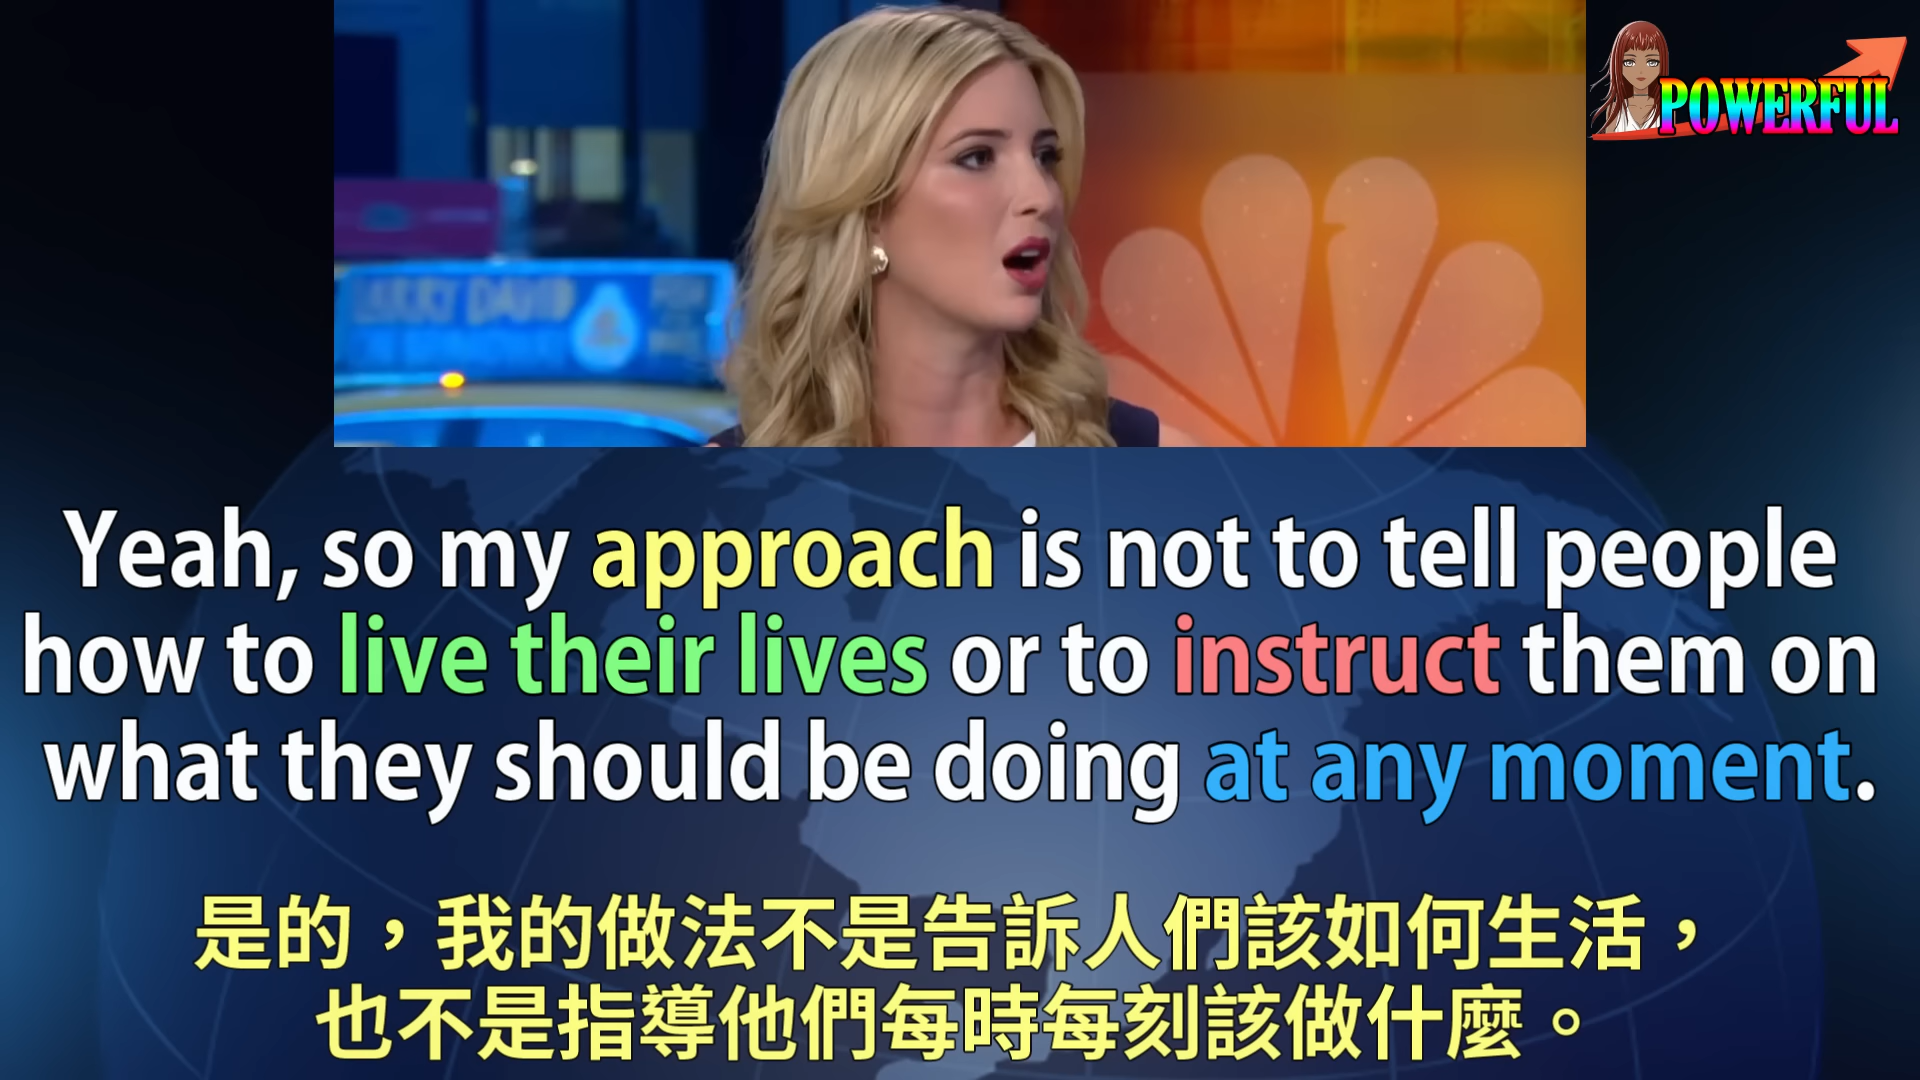 POWERFUL
LARRY DAVID
Yeah, so my approach is not to tell people
how to live their lives or to instruct them on
what they should be doing at any moment.
是的，我的做法不是告訴人們該如何生活，
也不是指導他們每時每刻該做什麼。